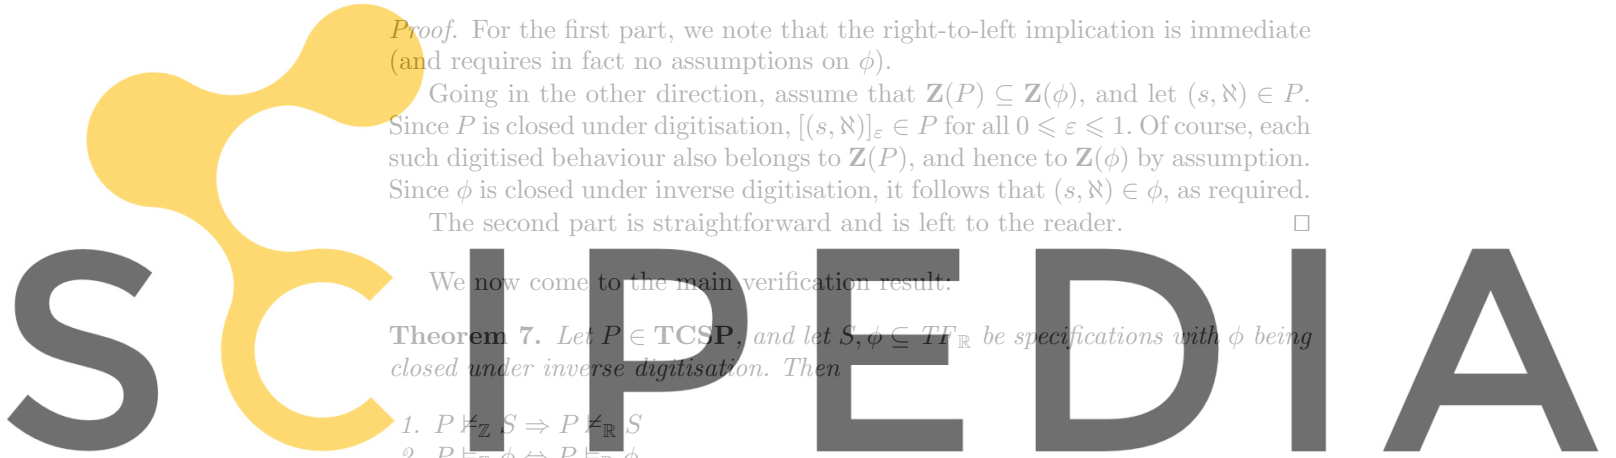 Proof. For the first part, we note that the right-to-left implication is immediate
(and requires in fact no assumptions on ϕ).
Going in the other direction, assume that Z(P) ⊆ Z(ϕ), and let (s, ℵ) ∈ P.
Since P is closed under digitisation, [(s, ℵ)]ε ∈ P for all 0 ⩽ ε ⩽ 1. Of course, each
such digitised behaviour also belongs to Z(P), and hence to Z(ϕ) by assumption.
Since ϕ is closed under inverse digitisation, it follows that (s, ℵ) ∈ ϕ, as required.
The second part is straightforward and is left to the reader. □
We now come to the main verification result:
Theorem 7. Let P ∈ TCSP, and let S, ϕ ⊆ TFℝ be specifications with ϕ being
closed under inverse digitisation. Then
1. P ⊭ℤ S ⇒ P ⊭ℝ S
2. P ⊨ℤ ϕ ⇔ P ⊨ℝ ϕ
SCIPEDIA